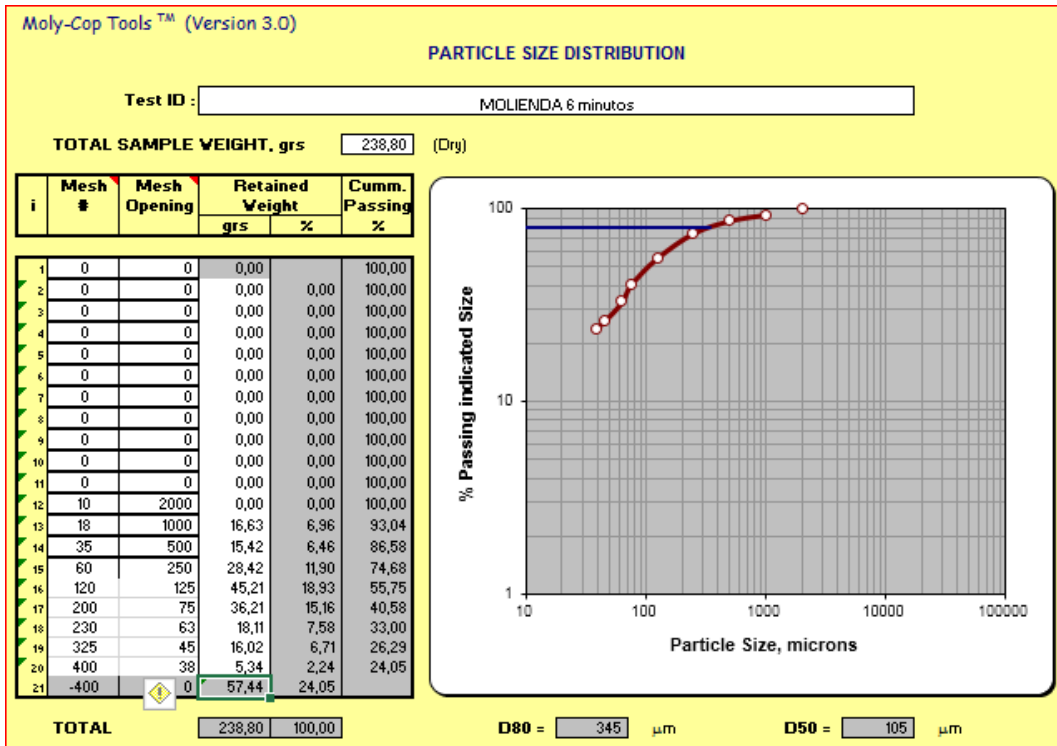 Moly-Cop Tools ™ (Version 3.0)
PARTICLE SIZE DISTRIBUTION
Test ID : MOLIENDA 6 minutos
TOTAL SAMPLE WEIGHT, grs 238,80 (Dry)
i Mesh # Mesh Opening Retained Weight Cumm. Passing
grs % %
1 0 0 0,00 100,00
2 0 0 0,00 0,00 100,00
3 0 0 0,00 0,00 100,00
4 0 0 0,00 0,00 100,00
5 0 0 0,00 0,00 100,00
6 0 0 0,00 0,00 100,00
7 0 0 0,00 0,00 100,00
8 0 0 0,00 0,00 100,00
9 0 0 0,00 0,00 100,00
10 0 0 0,00 0,00 100,00
11 0 0 0,00 0,00 100,00
12 10 2000 0,00 0,00 100,00
13 18 1000 16,63 6,96 93,04
14 35 500 15,42 6,46 86,58
15 60 250 28,42 11,90 74,68
16 120 125 45,21 18,93 55,75
17 200 75 36,21 15,16 40,58
18 230 63 18,11 7,58 33,00
19 325 45 16,02 6,71 26,29
20 400 38 5,34 2,24 24,05
21 -400 0 57,44 24,05
TOTAL 238,80 100,00
% Passing indicated Size
100
10
1
10 100 1000 10000 100000
Particle Size, microns
D80 = 345 μm D50 = 105 μm